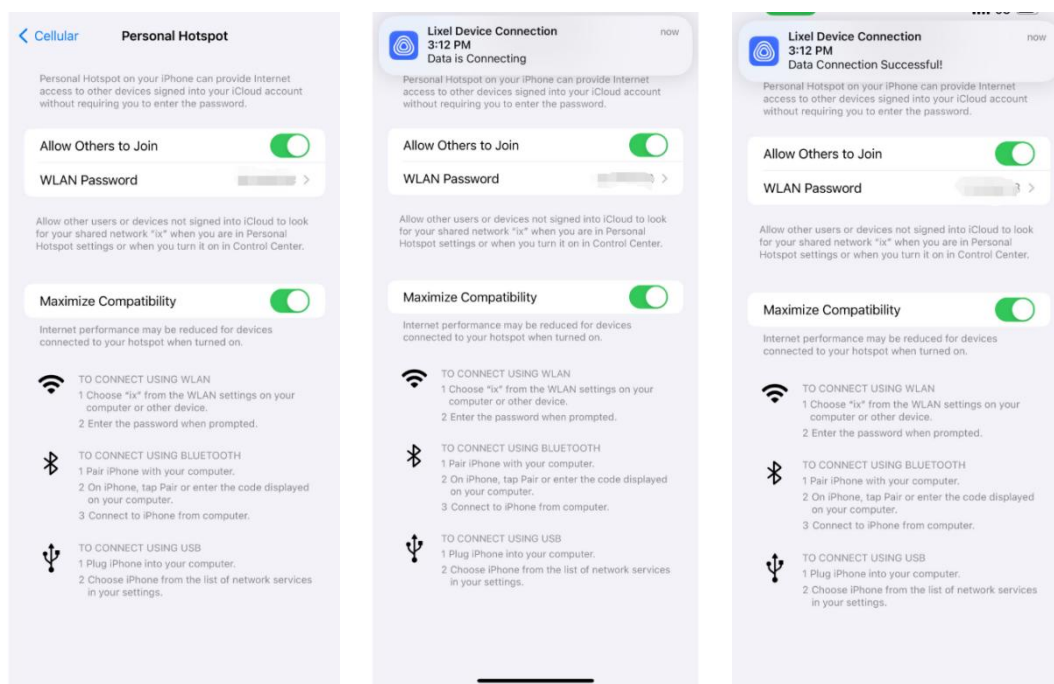 Cellular
Personal Hotspot
Personal Hotspot on your iPhone can provide Internet
access to other devices signed into your iCloud account
without requiring you to enter the password.
Allow Others to Join
WLAN Password
Allow other users or devices not signed into iCloud to look
for your shared network "ix" when you are in Personal
Hotspot settings or when you turn it on in Control Center.
Maximize Compatibility
Internet performance may be reduced for devices
connected to your hotspot when turned on.
TO CONNECT USING WLAN
1 Choose "ix" from the WLAN settings on your
computer or other device.
2 Enter the password when prompted.
TO CONNECT USING BLUETOOTH
1 Pair iPhone with your computer.
2 On iPhone, tap Pair or enter the code displayed
on your computer.
3 Connect to iPhone from computer.
TO CONNECT USING USB
1 Plug iPhone into your computer.
2 Choose iPhone from the list of network services
in your settings.
Lixel Device Connection
now
3:12 PM
Data is Connecting
Personal Hotspot on your iPhone can provide Internet
access to other devices signed into your iCloud account
without requiring you to enter the password.
Allow Others to Join
WLAN Password
Allow other users or devices not signed into iCloud to look
for your shared network "ix" when you are in Personal
Hotspot settings or when you turn it on in Control Center.
Maximize Compatibility
Internet performance may be reduced for devices
connected to your hotspot when turned on.
TO CONNECT USING WLAN
1 Choose "ix" from the WLAN settings on your
computer or other device.
2 Enter the password when prompted.
TO CONNECT USING BLUETOOTH
1 Pair iPhone with your computer.
2 On iPhone, tap Pair or enter the code displayed
on your computer.
3 Connect to iPhone from computer.
TO CONNECT USING USB
1 Plug iPhone into your computer.
2 Choose iPhone from the list of network services
in your settings.
Lixel Device Connection
now
3:12 PM
Data Connection Successful!
Personal Hotspot on your iPhone can provide Internet
access to other devices signed into your iCloud account
without requiring you to enter the password.
Allow Others to Join
WLAN Password
Allow other users or devices not signed into iCloud to look
for your shared network "ix" when you are in Personal
Hotspot settings or when you turn it on in Control Center.
Maximize Compatibility
Internet performance may be reduced for devices
connected to your hotspot when turned on.
TO CONNECT USING WLAN
1 Choose "ix" from the WLAN settings on your
computer or other device.
2 Enter the password when prompted.
TO CONNECT USING BLUETOOTH
1 Pair iPhone with your computer.
2 On iPhone, tap Pair or enter the code displayed
on your computer.
3 Connect to iPhone from computer.
TO CONNECT USING USB
1 Plug iPhone into your computer.
2 Choose iPhone from the list of network services
in your settings.